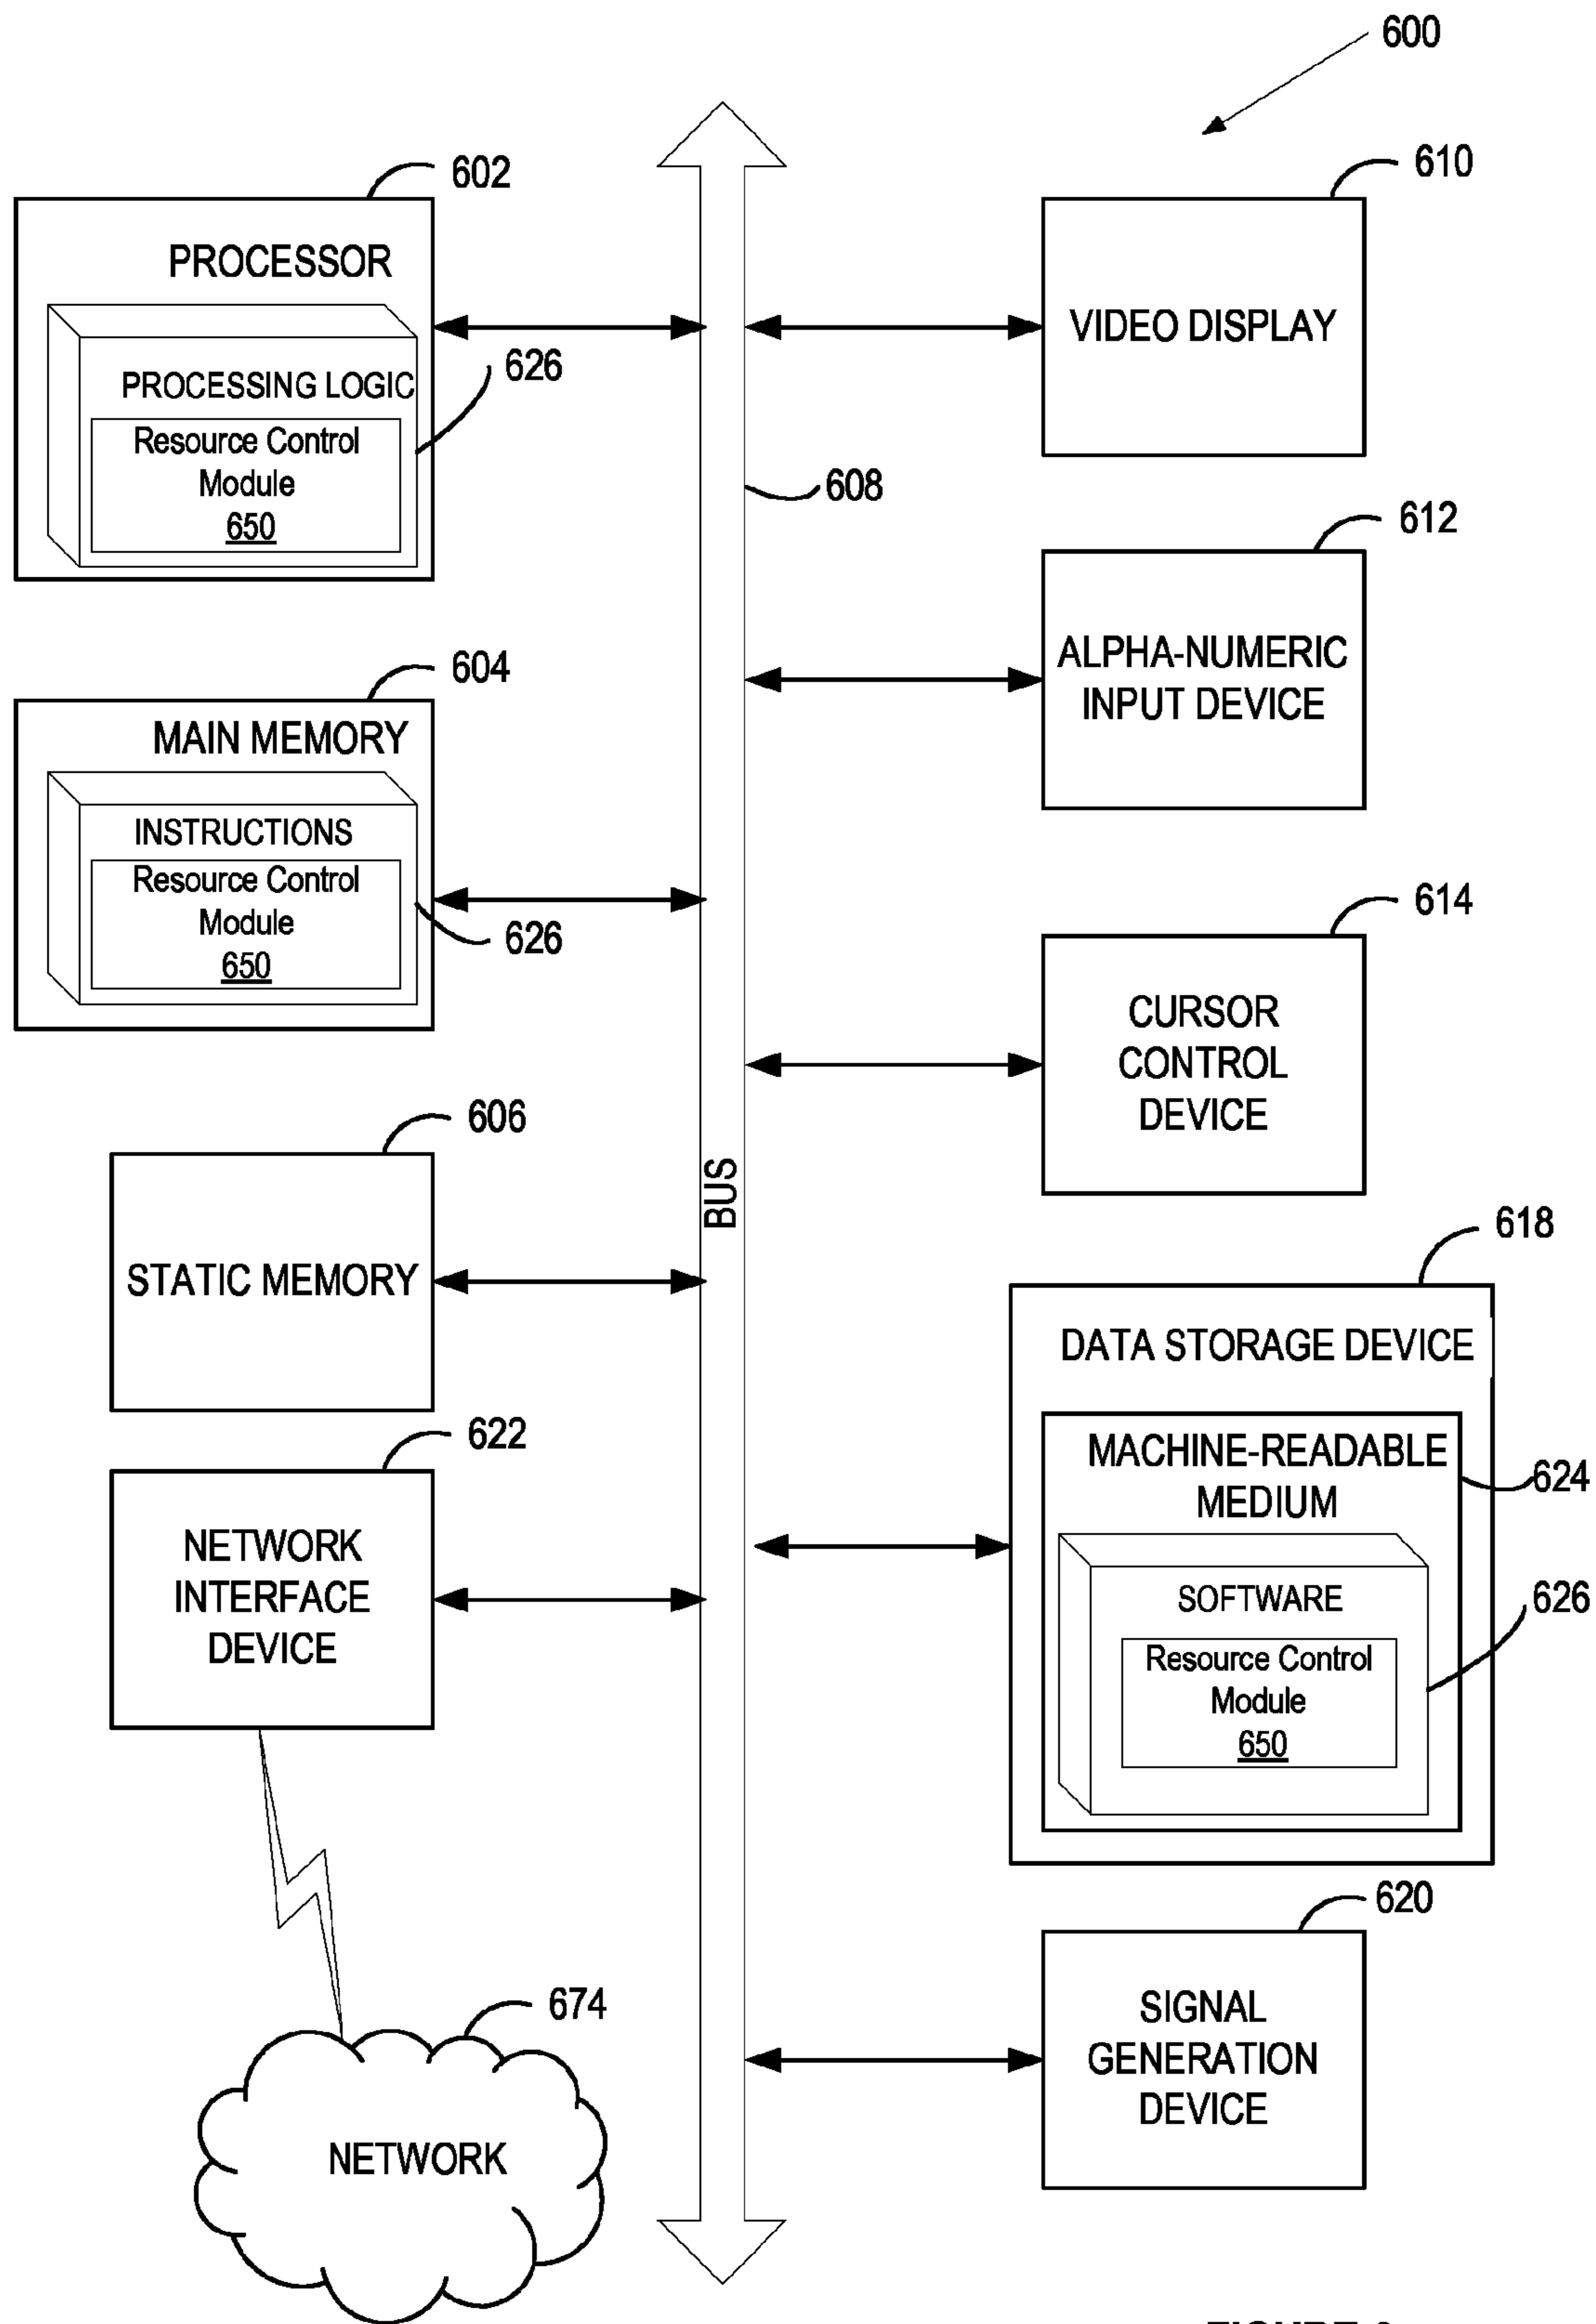 600
602
PROCESSOR
PROCESSING LOGIC
626
Resource Control
Module
650
604
MAIN MEMORY
INSTRUCTIONS
Resource Control
Module
650
626
606
STATIC MEMORY
622
NETWORK
INTERFACE
DEVICE
674
NETWORK
BUS
608
610
VIDEO DISPLAY
612
ALPHA-NUMERIC
INPUT DEVICE
614
CURSOR
CONTROL
DEVICE
618
DATA STORAGE DEVICE
MACHINE-READABLE
MEDIUM
624
SOFTWARE
626
Resource Control
Module
650
620
SIGNAL
GENERATION
DEVICE